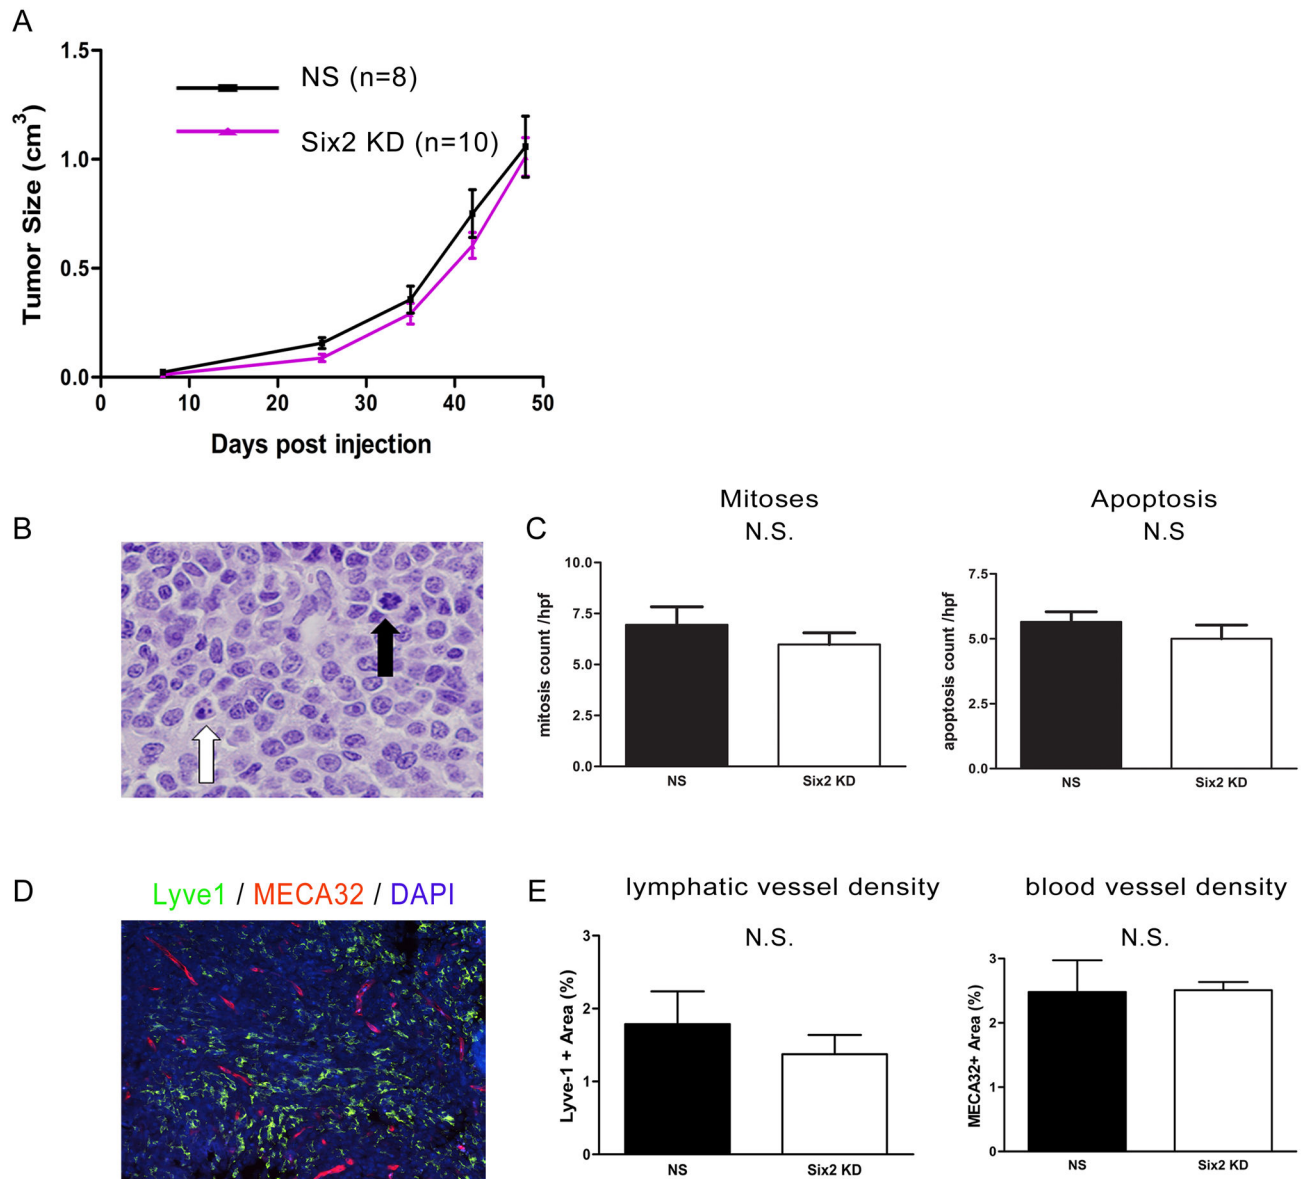 A
1.5
1.0
0.5
0.0
Tumor Size (cm3)
NS (n=8)
Six2 KD (n=10)
0 10 20 30 40 50
Days post injection
B
C
Mitoses
N.S.
10.0
7.5
5.0
2.5
0.0
mitosis count /hpf
NS Six2 KD
Apoptosis
N.S
7.5
5.0
2.5
0.0
apoptosis count /hpf
NS Six2 KD
D
Lyve1 / MECA32 / DAPI
E
lymphatic vessel density
N.S.
3
2
1
0
Lyve-1 + Area (%)
NS Six2 KD
blood vessel density
N.S.
3
2
1
0
MECA32+ Area (%)
NS Six2 KD